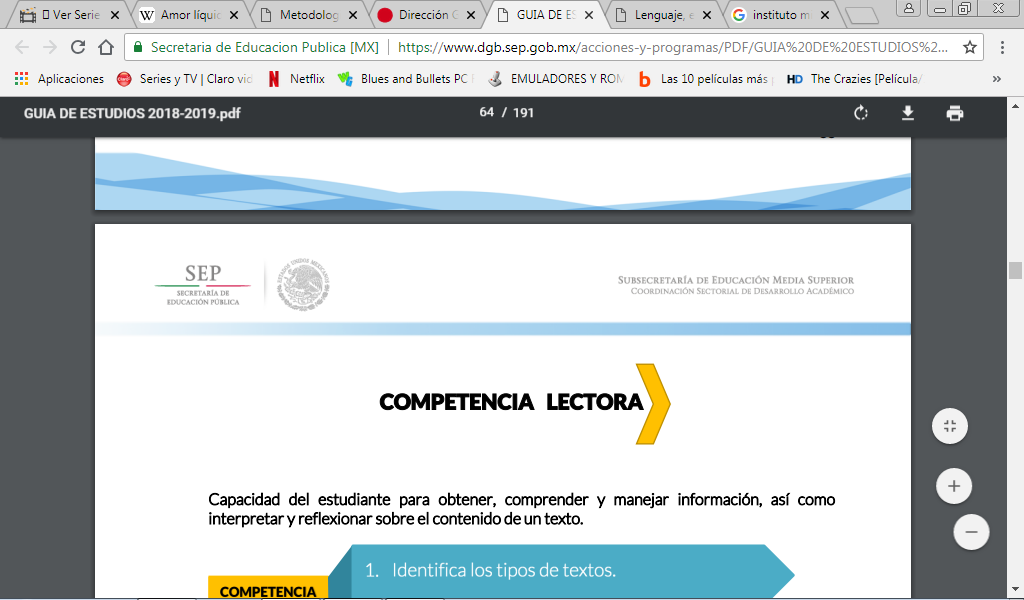 Ver Serie
Amor líquid
Metodolog
Dirección G
GUIA DE ES
Lenguaje, e
instituto m
Secretaria de Educacion Publica [MX]
https://www.dgb.sep.gob.mx/acciones-y-programas/PDF/GUIA%20DE%20ESTUDIOS%2...
Aplicaciones
Series y TV | Claro vid
Netflix
Blues and Bullets PC
EMULADORES Y ROM
Las 10 películas más
HD The Crazies [Película/
»
GUIA DE ESTUDIOS 2018-2019.pdf
64 / 191
SEP
SECRETARÍA DE
EDUCACIÓN PÚBLICA
ESTADOS UNIDOS MEXICANOS
SUBSECRETARÍA DE EDUCACIÓN MEDIA SUPERIOR
COORDINACIÓN SECTORIAL DE DESARROLLO ACADÉMICO
COMPETENCIA LECTORA
Capacidad del estudiante para obtener, comprender y manejar información, así como
interpretar y reflexionar sobre el contenido de un texto.
1. Identifica los tipos de textos.
COMPETENCIA